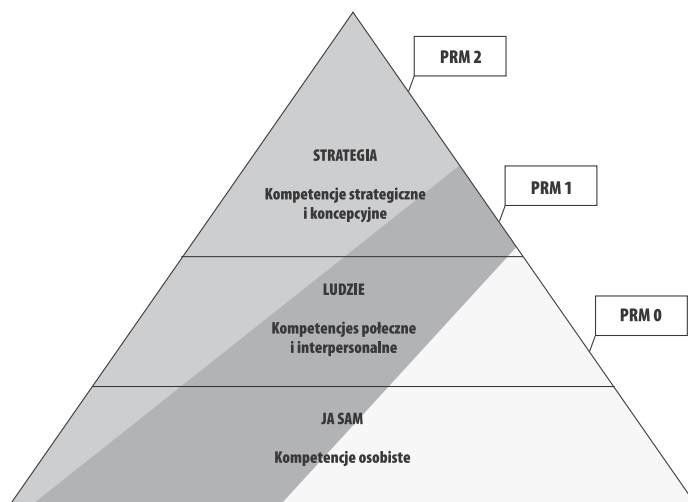 PRM 2
STRATEGIA
Kompetencje strategiczne
i koncepcyjne
PRM 1
LUDZIE
Kompetencjes połeczne
i interpersonalne
PRM 0
JA SAM
Kompetencje osobiste